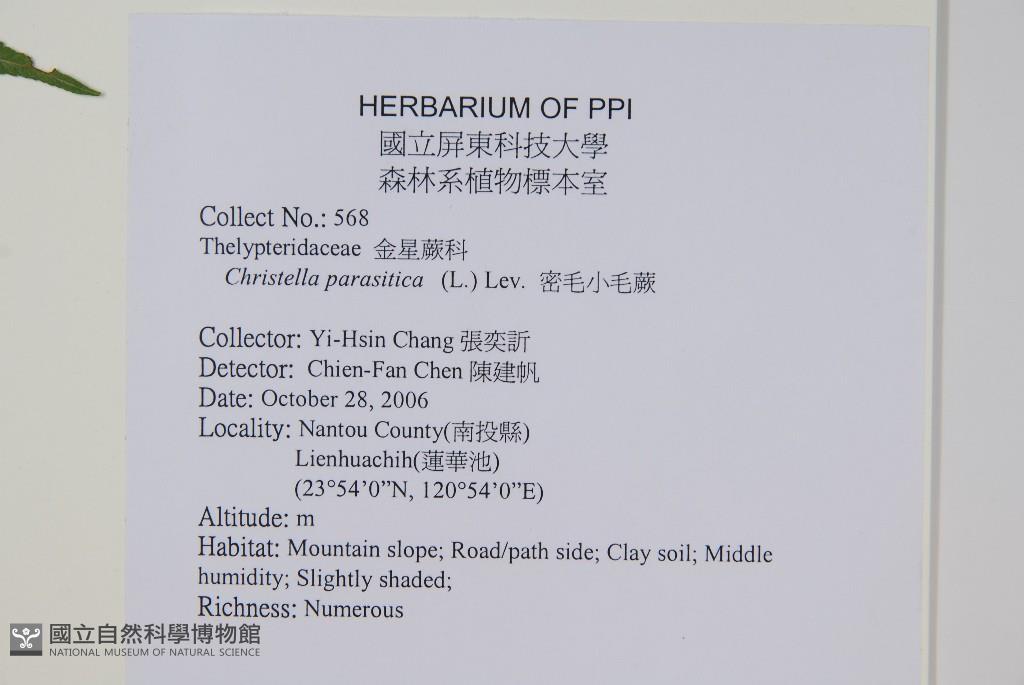 HERBARIUM OF PPI
國立屏東科技大學
森林系植物標本室
Collect No.: 568
Thelypteridaceae 金星蕨科
Christella parasitica (L.) Lev. 密毛小毛蕨
Collector: Yi-Hsin Chang 張奕訢
Detector: Chien-Fan Chen 陳建帆
Date: October 28, 2006
Locality: Nantou County(南投縣)
Lienhuachih(蓮華池)
(23°54’0”N, 120°54’0”E)
Altitude: m
Habitat: Mountain slope; Road/path side; Clay soil; Middle
humidity; Slightly shaded;
Richness: Numerous
國立自然科學博物館
NATIONAL MUSEUM OF NATURAL SCIENCE